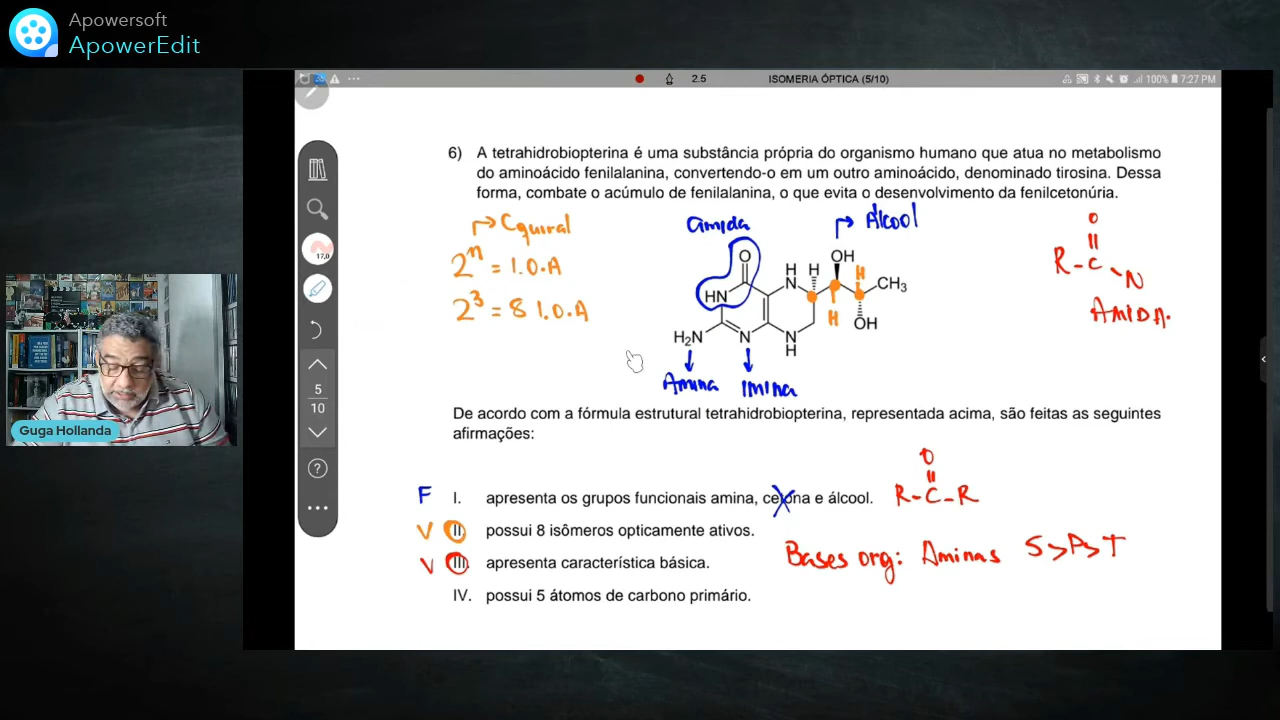 Apowersoft
ApowerEdit
2.5
ISOMERIA ÓPTICA (5/10)
100% 7:27 PM
6) A tetrahidrobiopterina é uma substância própria do organismo humano que atua no metabolismo
do aminoácido fenilalanina, convertendo-o em um outro aminoácido, denominado tirosina. Dessa
forma, combate o acúmulo de fenilalanina, o que evita o desenvolvimento da fenilcetonúria.
Cquiral
2ⁿ = I.O.A
2³ = 8 I.O.A
amida
Álcool
O
OH
H
H
H
HN
N
CH₃
H
OH
H₂N
N
N
H
Amina
Imina
O
R-C-N
AMIDA.
17,0
5
10
Guga Hollanda
De acordo com a fórmula estrutural tetrahidrobiopterina, representada acima, são feitas as seguintes
afirmações:
O
F I. apresenta os grupos funcionais amina, cetona e álcool. R-C-R
V II. possui 8 isômeros opticamente ativos.
Bases org: Aminas S>P>T
V III. apresenta característica básica.
IV. possui 5 átomos de carbono primário.